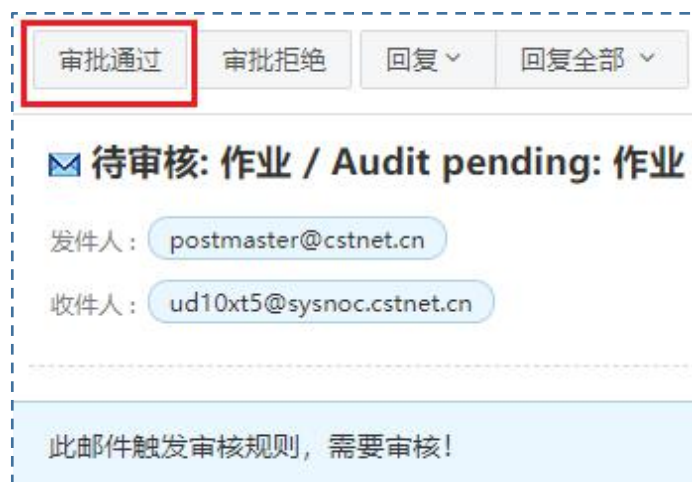 审批通过 审批拒绝 回复 回复全部
待审核: 作业 / Audit pending: 作业
发件人: postmaster@cstnet.cn
收件人: ud10xt5@sysnoc.cstnet.cn
此邮件触发审核规则，需要审核！